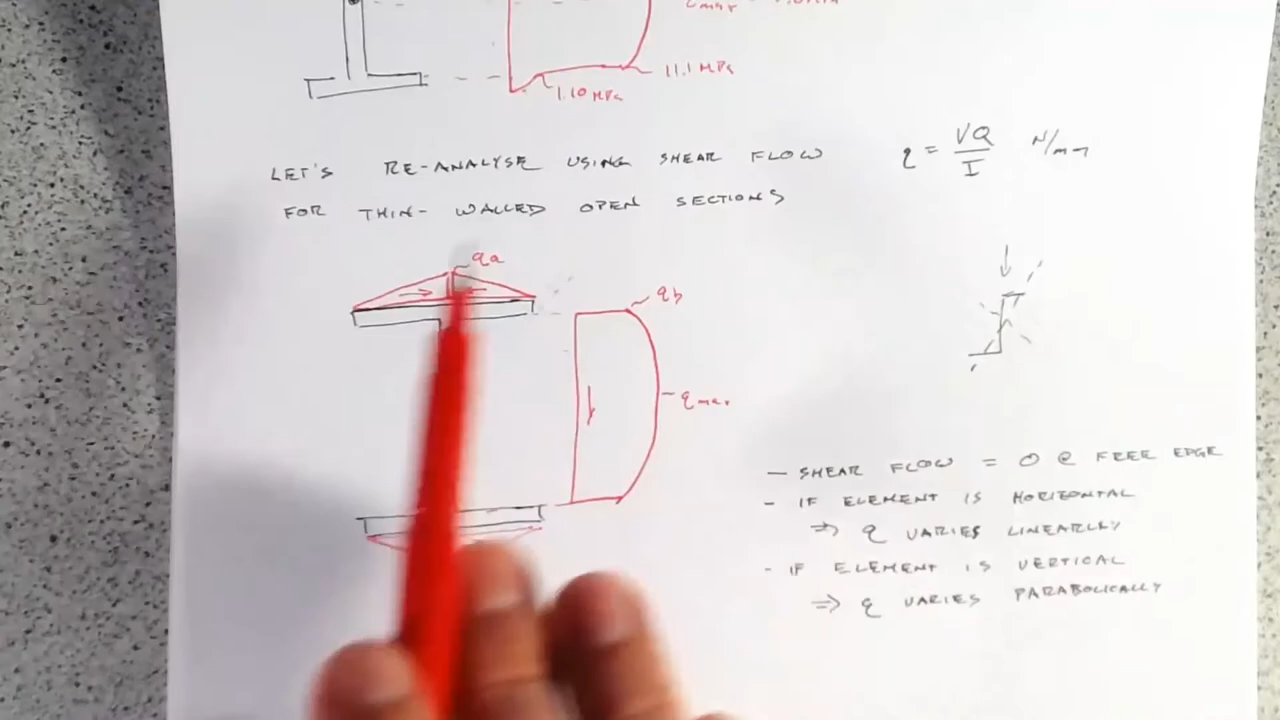 11.1 MPa
1.10 MPa
LET'S RE-ANALYSE USING SHEAR FLOW
FOR THIN-WALLED OPEN SECTIONS
q = VQ/I N/mm
qa
qb
qmax
— SHEAR FLOW = 0 @ FREE EDGE
- IF ELEMENT IS HORIZONTAL
⇒ q VARIES LINEARLY
- IF ELEMENT IS VERTICAL
⇒ q VARIES PARABOLICALLY